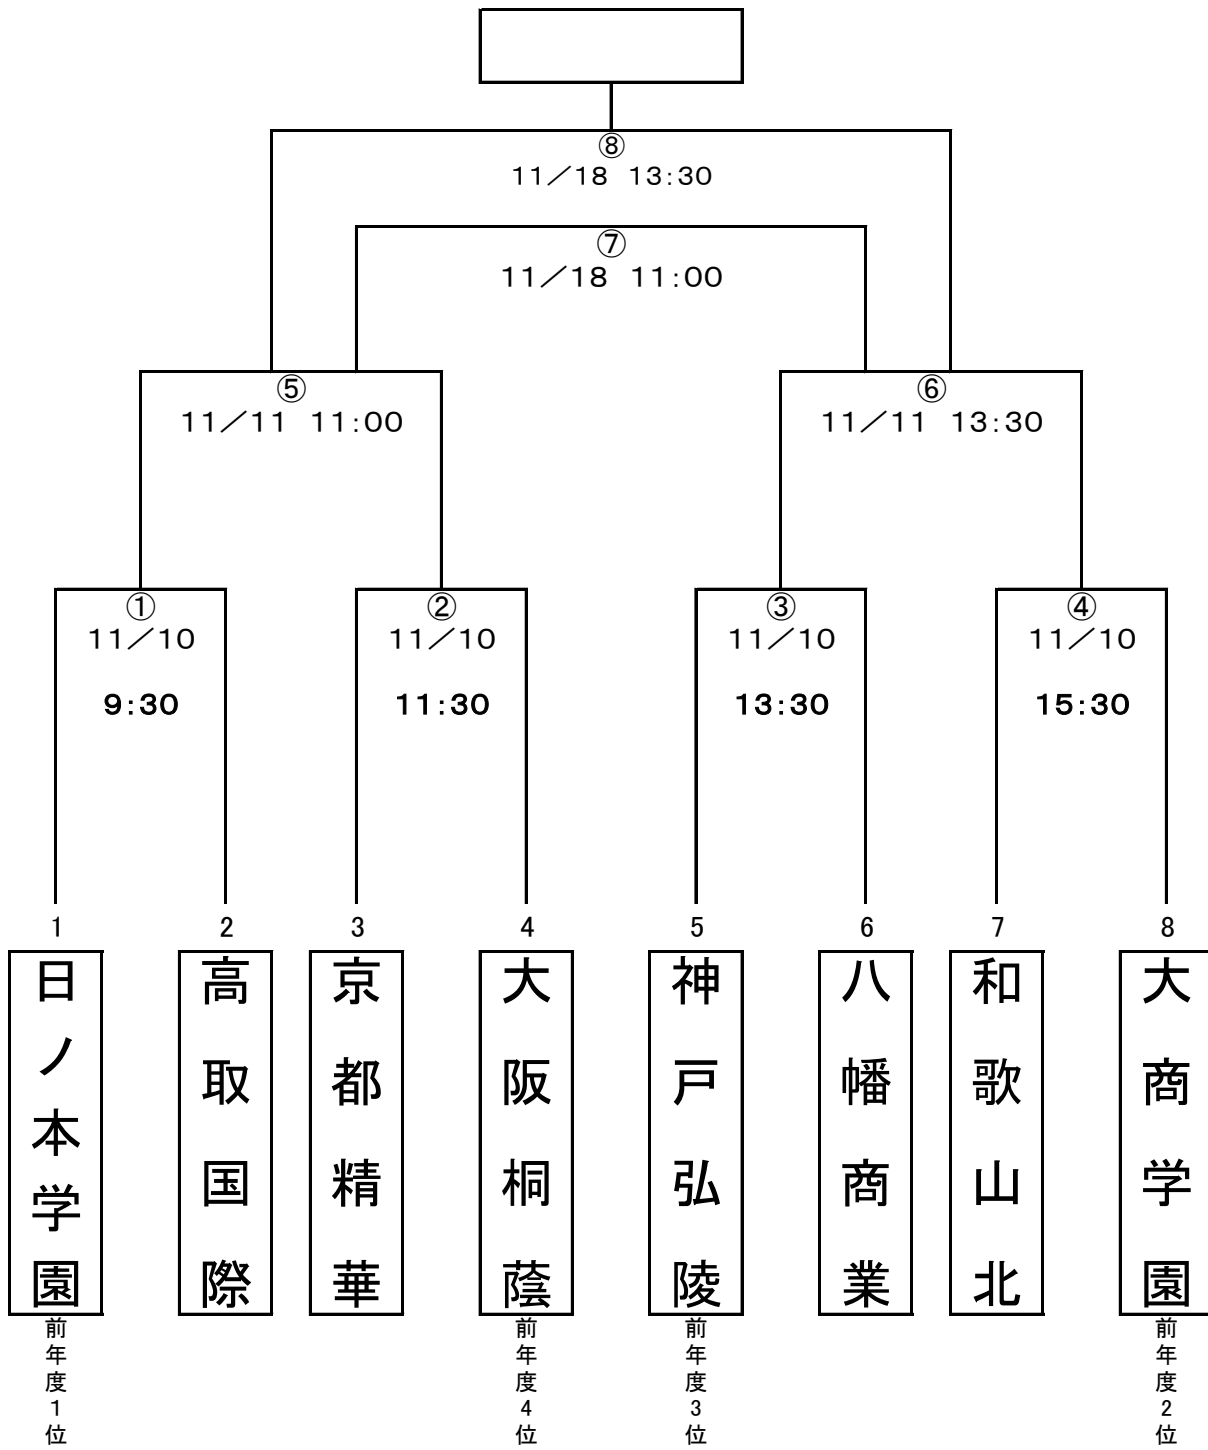 ⑧
11／18 13:30
⑦
11／18 11:00
⑤
11／11 11:00
⑥
11／11 13:30
①
11／10
9:30
②
11／10
11:30
③
11／10
13:30
④
11／10
15:30
1
2
3
4
5
6
7
8
日ノ本学園
高取国際
京都精華
大阪桐蔭
神戸弘陵
八幡商業
和歌山北
大商学園
前年度1位
前年度4位
前年度3位
前年度2位